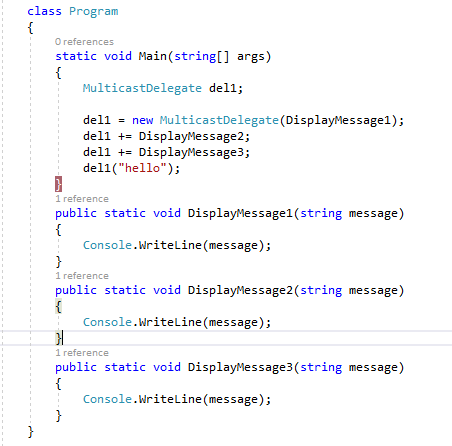 class Program
{
0 references
static void Main(string[] args)
{
MulticastDelegate del1;
del1 = new MulticastDelegate(DisplayMessage1);
del1 += DisplayMessage2;
del1 += DisplayMessage3;
del1("hello");
}
1 reference
public static void DisplayMessage1(string message)
{
Console.WriteLine(message);
}
1 reference
public static void DisplayMessage2(string message)
{
Console.WriteLine(message);
}
1 reference
public static void DisplayMessage3(string message)
{
Console.WriteLine(message);
}
}